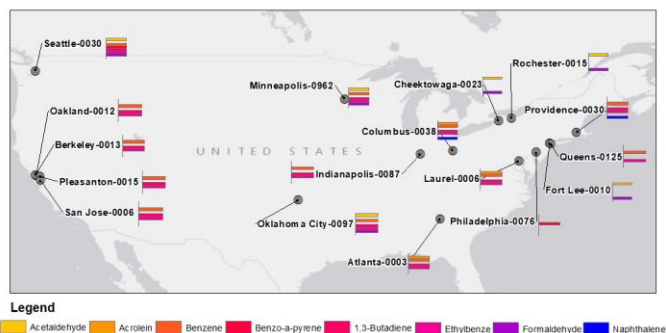 Seattle-0030
Rochester-0015
Minneapolis-0962
Cheektowaga-0023
Oakland-0012
Providence-0030
Columbus-0038
Berkeley-0013
UNITED STATES
Queens-0125
Pleasanton-0015
Indianapolis-0087
Laurel-0006
Fort Lee-0010
San Jose-0006
Oklahoma City-0097
Philadelphia-0076
Atlanta-0003
Legend
Acetaldehyde Acrolein Benzene Benzo-a-pyrene 1,3-Butadiene Ethylbenze Formaldehyde Naphthalene